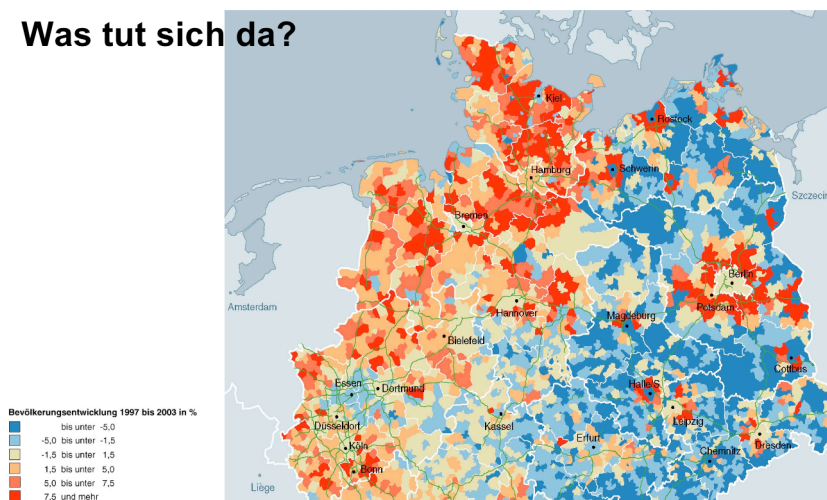 Was tut sich da?
Kiel
Rostock
Hamburg
Schwerin
Szczecin
Bremen
Berlin
Amsterdam
Potsdam
Hannover
Magdeburg
Bielefeld
Cottbus
Essen
Dortmund
Halle S.
Leipzig
Düsseldorf
Kassel
Erfurt
Dresden
Köln
Chemnitz
Bonn
Liège
Bevölkerungsentwicklung 1997 bis 2003 in %
bis unter -5,0
-5,0 bis unter -1,5
-1,5 bis unter 1,5
1,5 bis unter 5,0
5,0 bis unter 7,5
7,5 und mehr